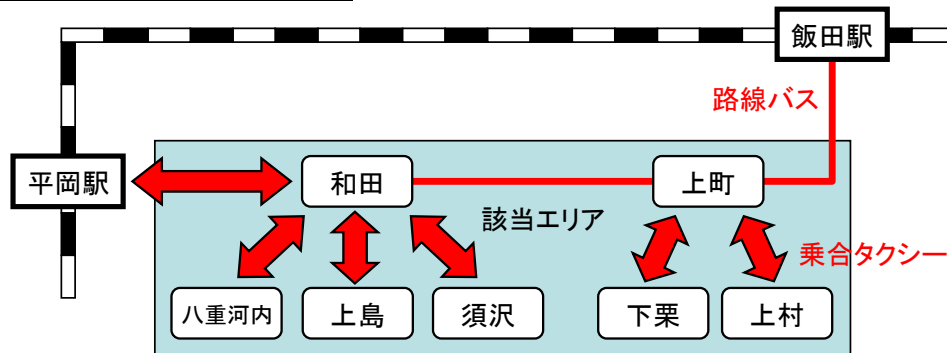 飯田駅
路線バス
平岡駅
和田
上町
該当エリア
乗合タクシー
八重河内
上島
須沢
下栗
上村